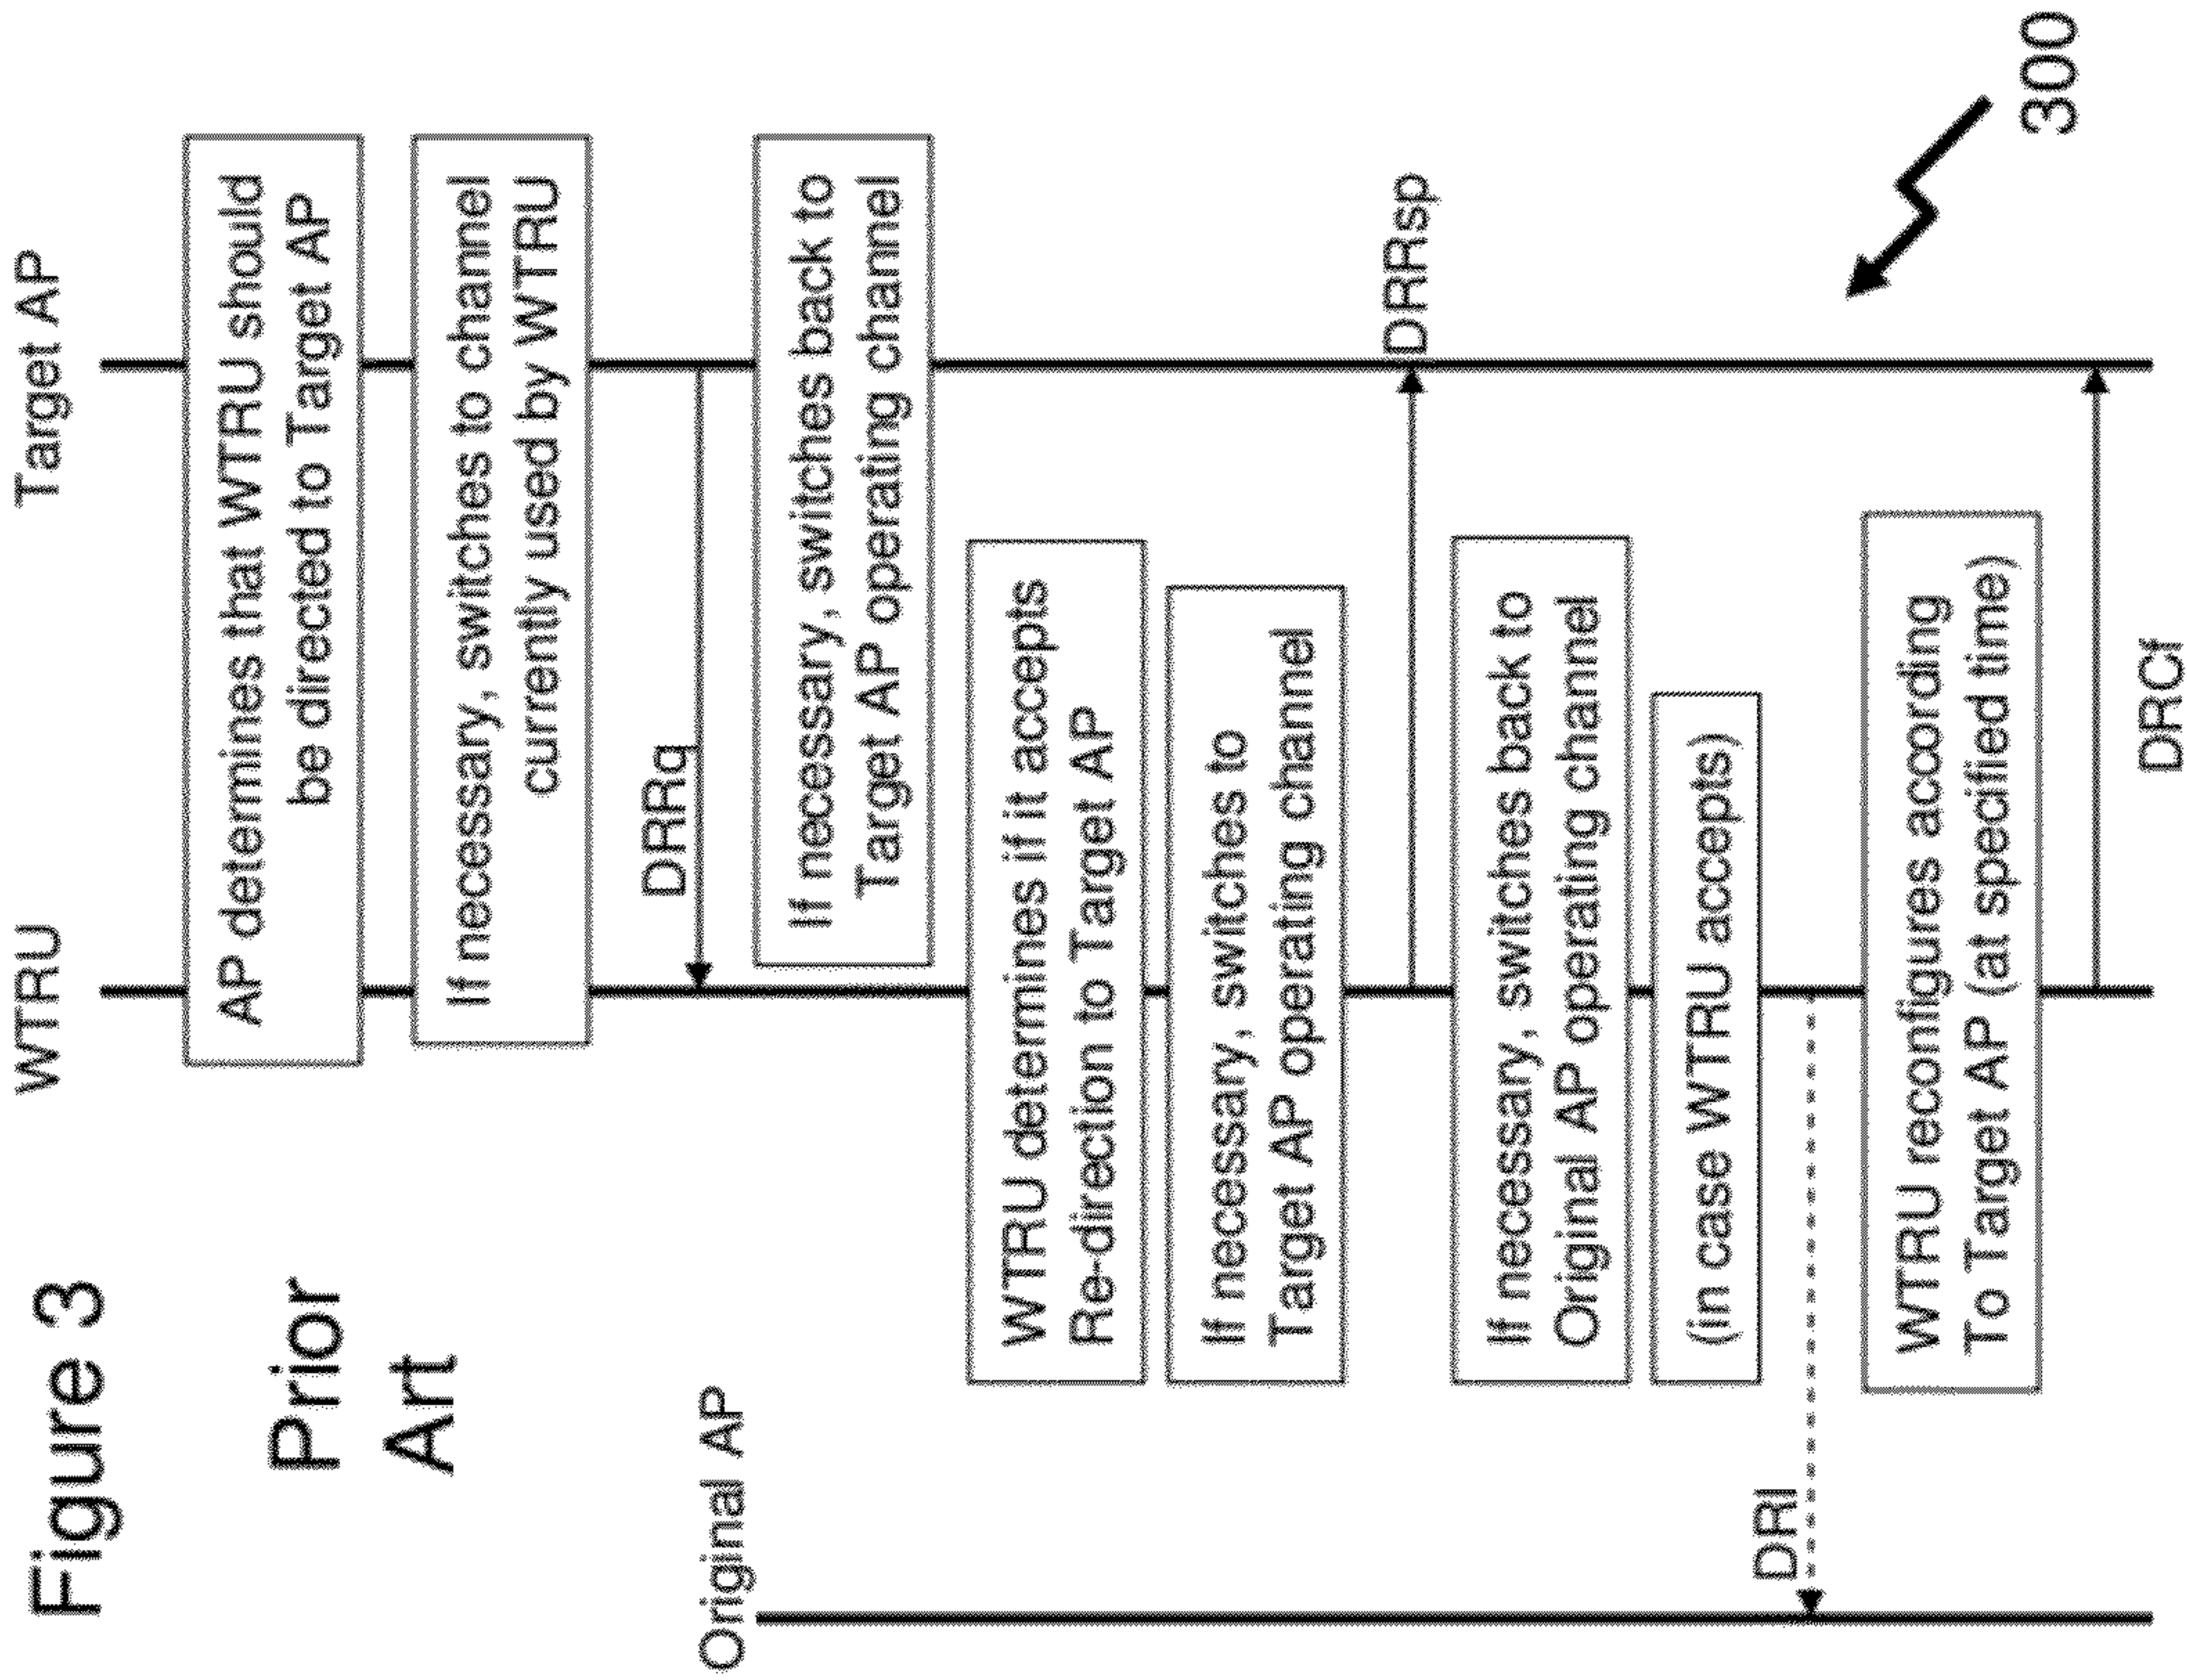 Figure 3
Prior
Art
WTRU
Target AP
AP determines that WTRU should
be directed to Target AP
If necessary, switches to channel
currently used by WTRU
Original AP
DRRq
If necessary, switches back to
Target AP operating channel
WTRU determines if it accepts
Re-direction to Target AP
If necessary, switches to
Target AP operating channel
DRRsp
If necessary, switches back to
Original AP operating channel
(in case WTRU accepts)
DRI
WTRU reconfigures according
To Target AP (at specified time)
DRCf
300